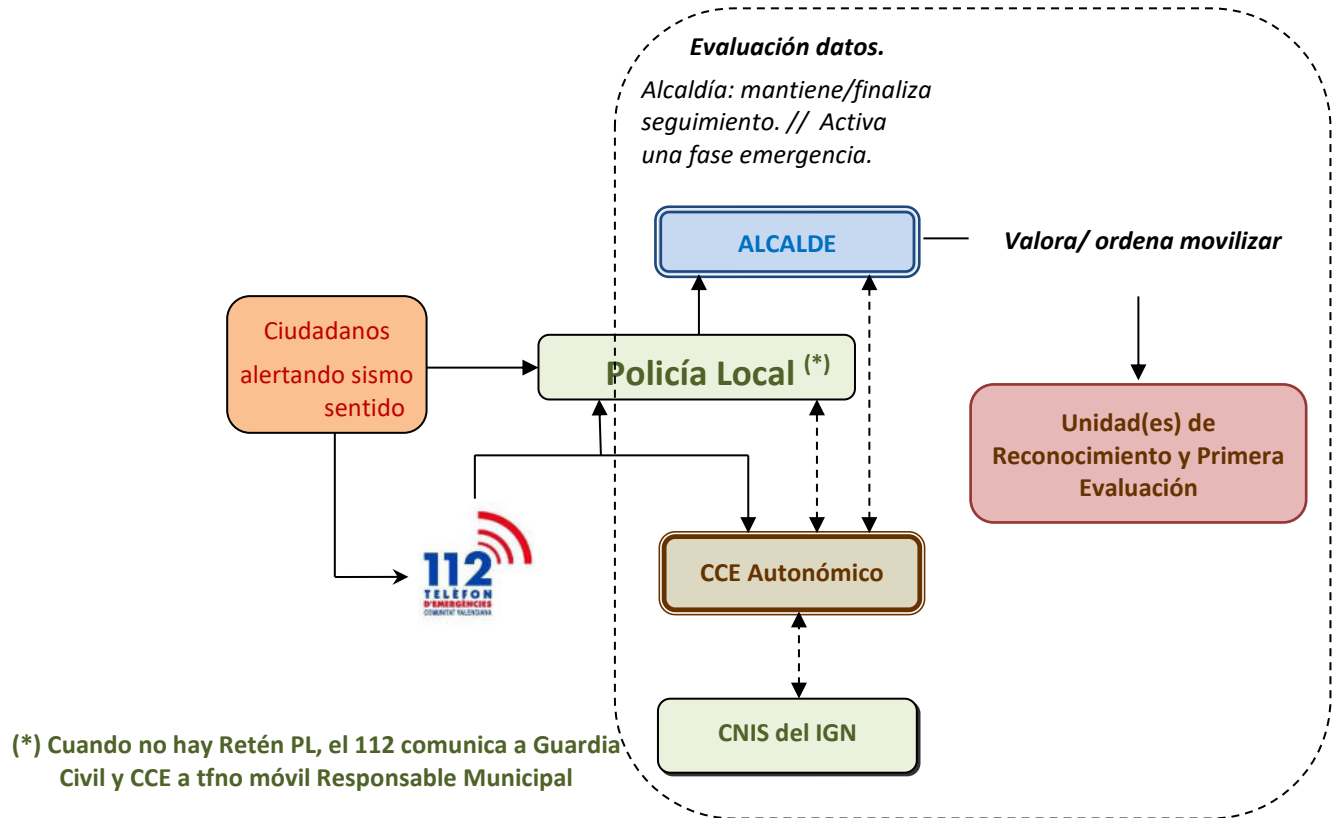 Evaluación datos.
Alcaldía: mantiene/finaliza
seguimiento. // Activa
una fase emergencia.
ALCALDE
Valora/ ordena movilizar
Ciudadanos
alertando sismo
sentido
Policía Local (*)
Unidad(es) de
Reconocimiento y Primera
Evaluación
112
TELÈFON
D'EMERGÈNCIES
COMUNITAT VALENCIANA
CCE Autonómico
CNIS del IGN
(*) Cuando no hay Retén PL, el 112 comunica a Guardia
Civil y CCE a tfno móvil Responsable Municipal